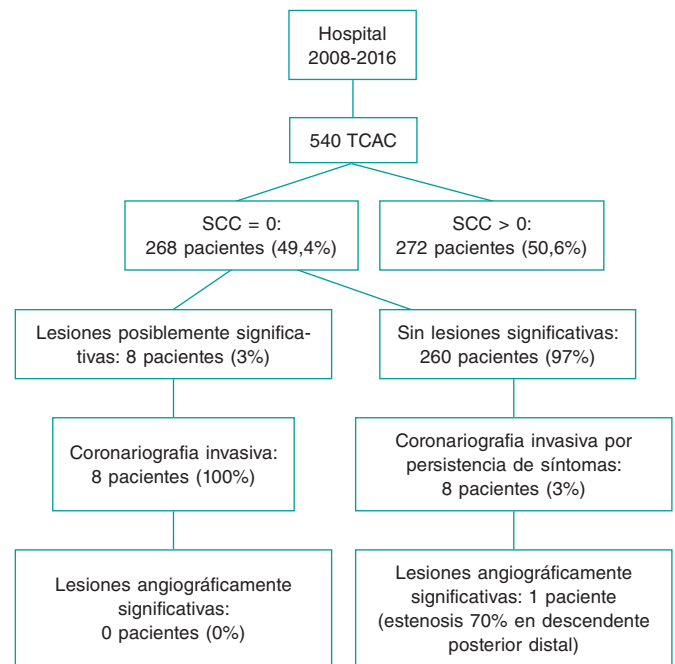 Hospital
2008-2016
540 TCAC
SCC = 0:
268 pacientes (49,4%)
SCC > 0:
272 pacientes (50,6%)
Lesiones posiblemente significa-
tivas: 8 pacientes (3%)
Sin lesiones significativas:
260 pacientes (97%)
Coronariografia invasiva:
8 pacientes (100%)
Coronariografia invasiva por
persistencia de síntomas:
8 pacientes (3%)
Lesiones angiográficamente
significativas:
0 pacientes (0%)
Lesiones angiográficamente
significativas: 1 paciente
(estenosis 70% en descendente
posterior distal)